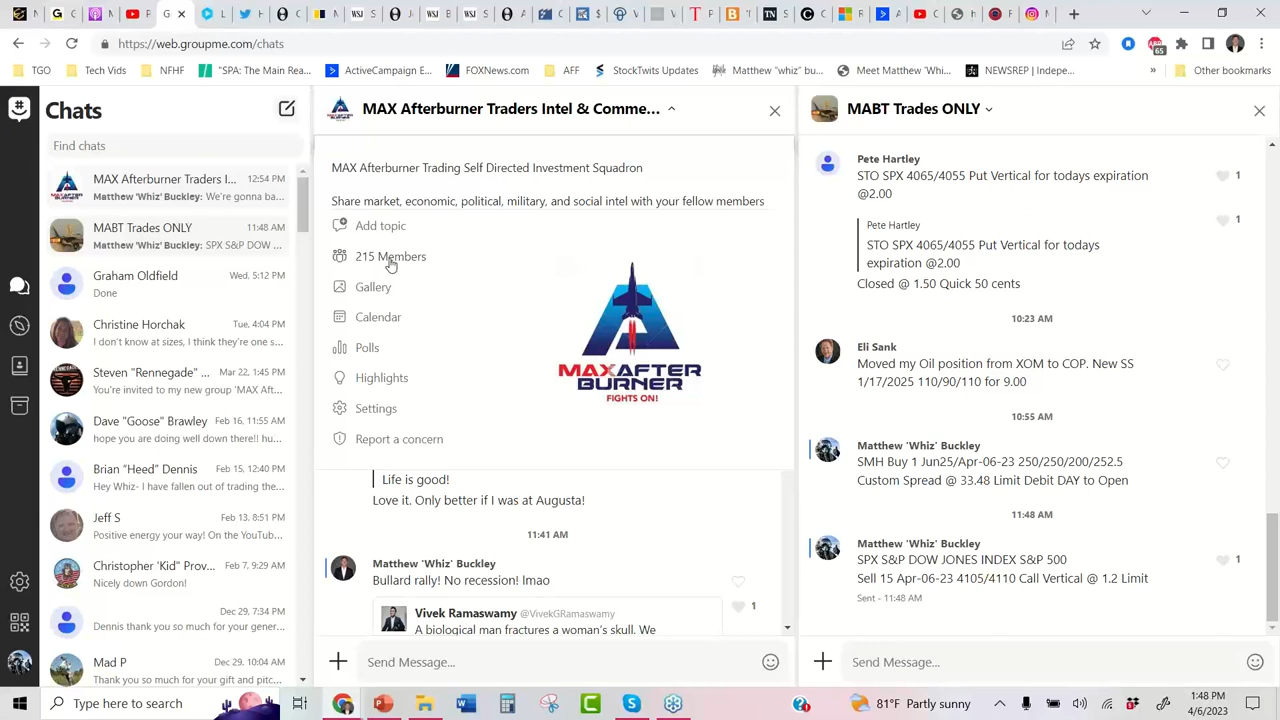 WSJ
WSJ
WSJ
https://web.groupme.com/chats
65
TGO
Tech Vids
NFHF
"SPA: The Main Rea...
ActiveCampaign E...
FOXNews.com
AFF
StockTwits Updates
Matthew "whiz" bu...
Meet Matthew 'Whi...
NEWSREP | Indepe...
»
Other bookmarks
Chats
Find chats
MAX Afterburner Traders I...
12:54 PM
Matthew 'Whiz' Buckley: We're gonna ba...
MABT Trades ONLY
11:48 AM
Matthew 'Whiz' Buckley: SPX S&P DOW ...
Graham Oldfield
Wed, 5:12 PM
Done
Christine Horchak
Tue, 4:04 PM
I don't know at sizes, I think they're one s...
Steven "Rennegade" ...
Mar 22, 1:45 PM
You're invited to my new group 'MAX Aft...
Dave "Goose" Brawley
Feb 16, 11:55 AM
hope you are doing well down there!! hu...
Brian "Heed" Dennis
Feb 15, 12:40 PM
Hey Whiz- I have fallen out of trading the...
Jeff S
Feb 13, 8:51 PM
Positive energy your way! On the YouTub...
Christopher 'Kid" Prov...
Feb 7, 9:29 AM
Nicely down Gordon!
Dec 29, 7:34 PM
Dennis thank you so much for your gener...
Mad P
Dec 29, 10:04 AM
Thank you so much for your gift and pitc...
MAX Afterburner Traders Intel & Comme...
MAX Afterburner Trading Self Directed Investment Squadron
Share market, economic, political, military, and social intel with your fellow members
Add topic
215 Members
Gallery
Calendar
Polls
Highlights
Settings
Report a concern
MAXAFTER
BURNER
FIGHTS ON!
Life is good!
Love it. Only better if I was at Augusta!
11:41 AM
Matthew 'Whiz' Buckley
Bullard rally! No recession! lmao
1
Vivek Ramaswamy @VivekGRamaswamy
A biological man fractures a woman's skull. We
Send Message...
MABT Trades ONLY
Pete Hartley
STO SPX 4065/4055 Put Vertical for todays expiration
@2.00
1
Pete Hartley
1
STO SPX 4065/4055 Put Vertical for todays
expiration @2.00
Closed @ 1.50 Quick 50 cents
10:23 AM
Eli Sank
Moved my Oil position from XOM to COP. New SS
1/17/2025 110/90/110 for 9.00
10:55 AM
Matthew 'Whiz' Buckley
SMH Buy 1 Jun25/Apr-06-23 250/250/200/252.5
Custom Spread @ 33.48 Limit Debit DAY to Open
11:48 AM
Matthew 'Whiz' Buckley
SPX S&P DOW JONES INDEX S&P 500
1
Sell 15 Apr-06-23 4105/4110 Call Vertical @ 1.2 Limit
Sent - 11:48 AM
Send Message...
Type here to search
81°F Partly sunny
1:48 PM
4/6/2023